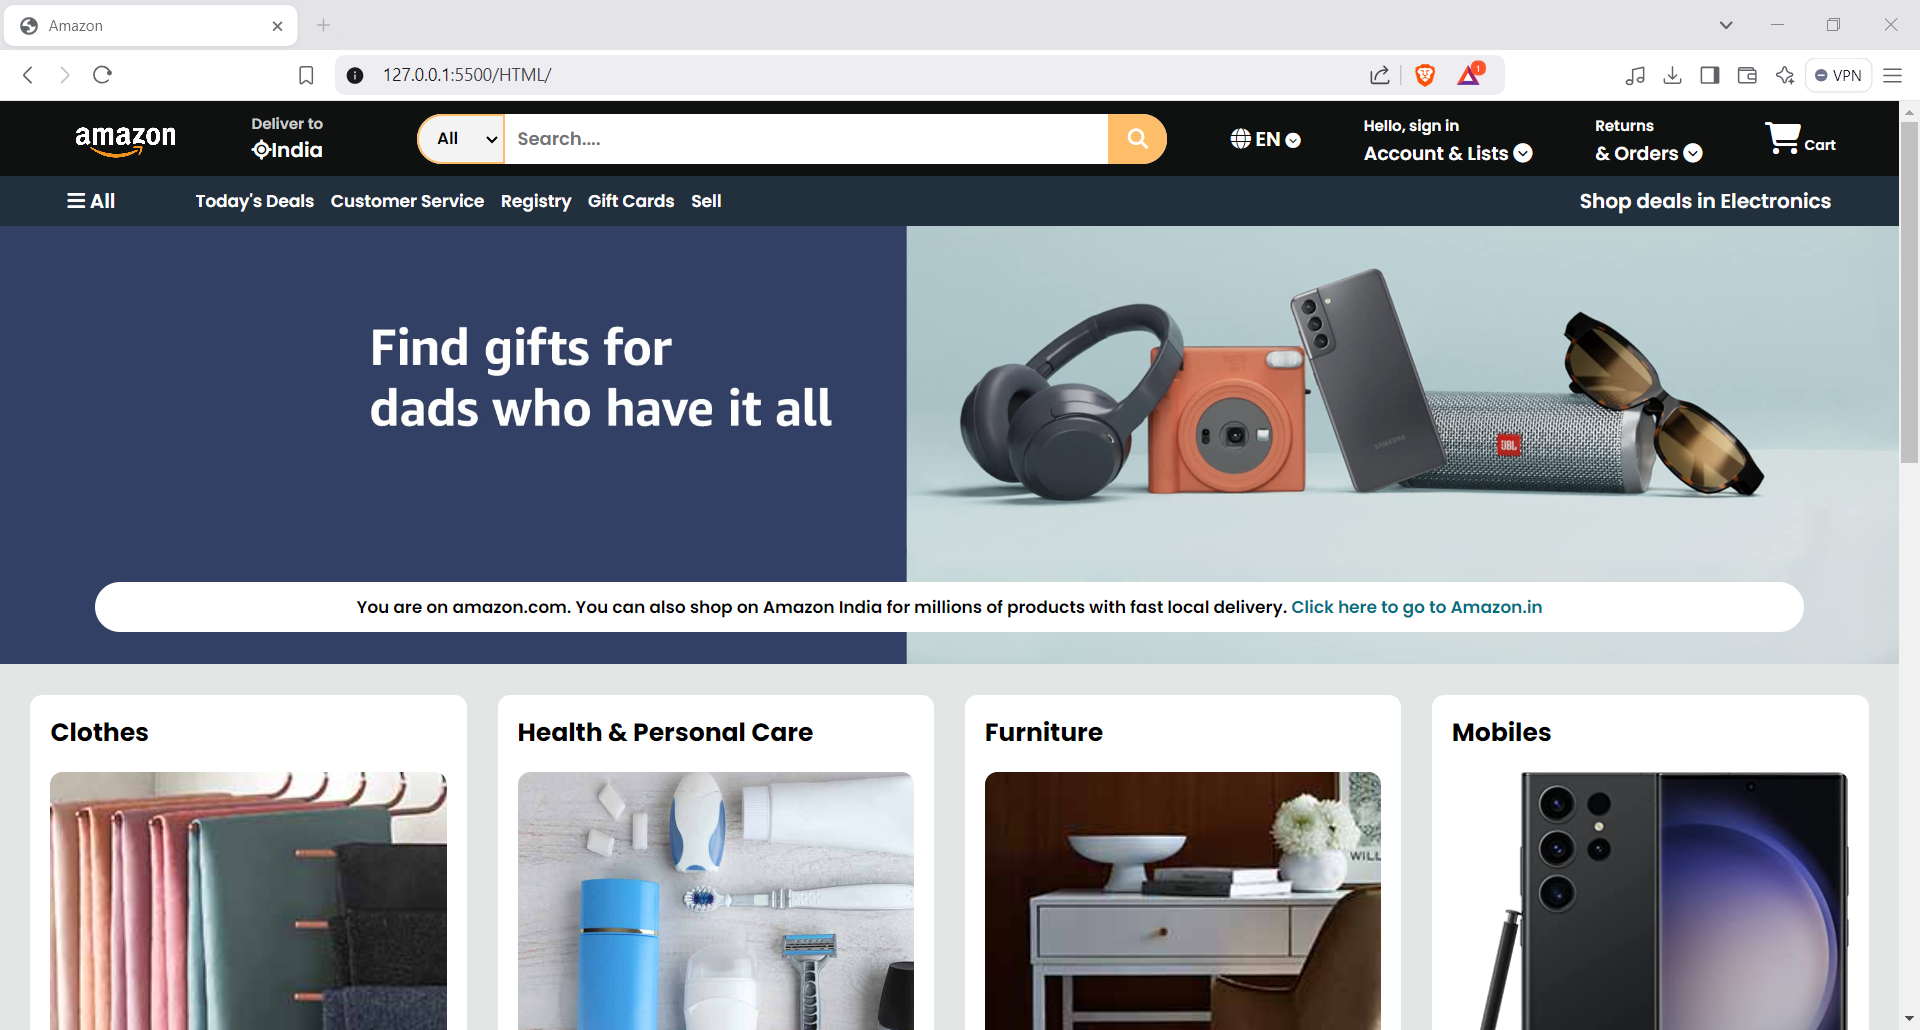 Amazon
127.0.0.1:5500/HTML/
1
VPN
amazon
Deliver to
India
All
Search....
EN
Hello, sign in
Account & Lists
Returns
& Orders
Cart
All
Today's Deals
Customer Service
Registry
Gift Cards
Sell
Shop deals in Electronics
Find gifts for
dads who have it all
SAMSUNG
JBL
You are on amazon.com. You can also shop on Amazon India for millions of products with fast local delivery. Click here to go to Amazon.in
Clothes
Health & Personal Care
Furniture
Mobiles
WILL